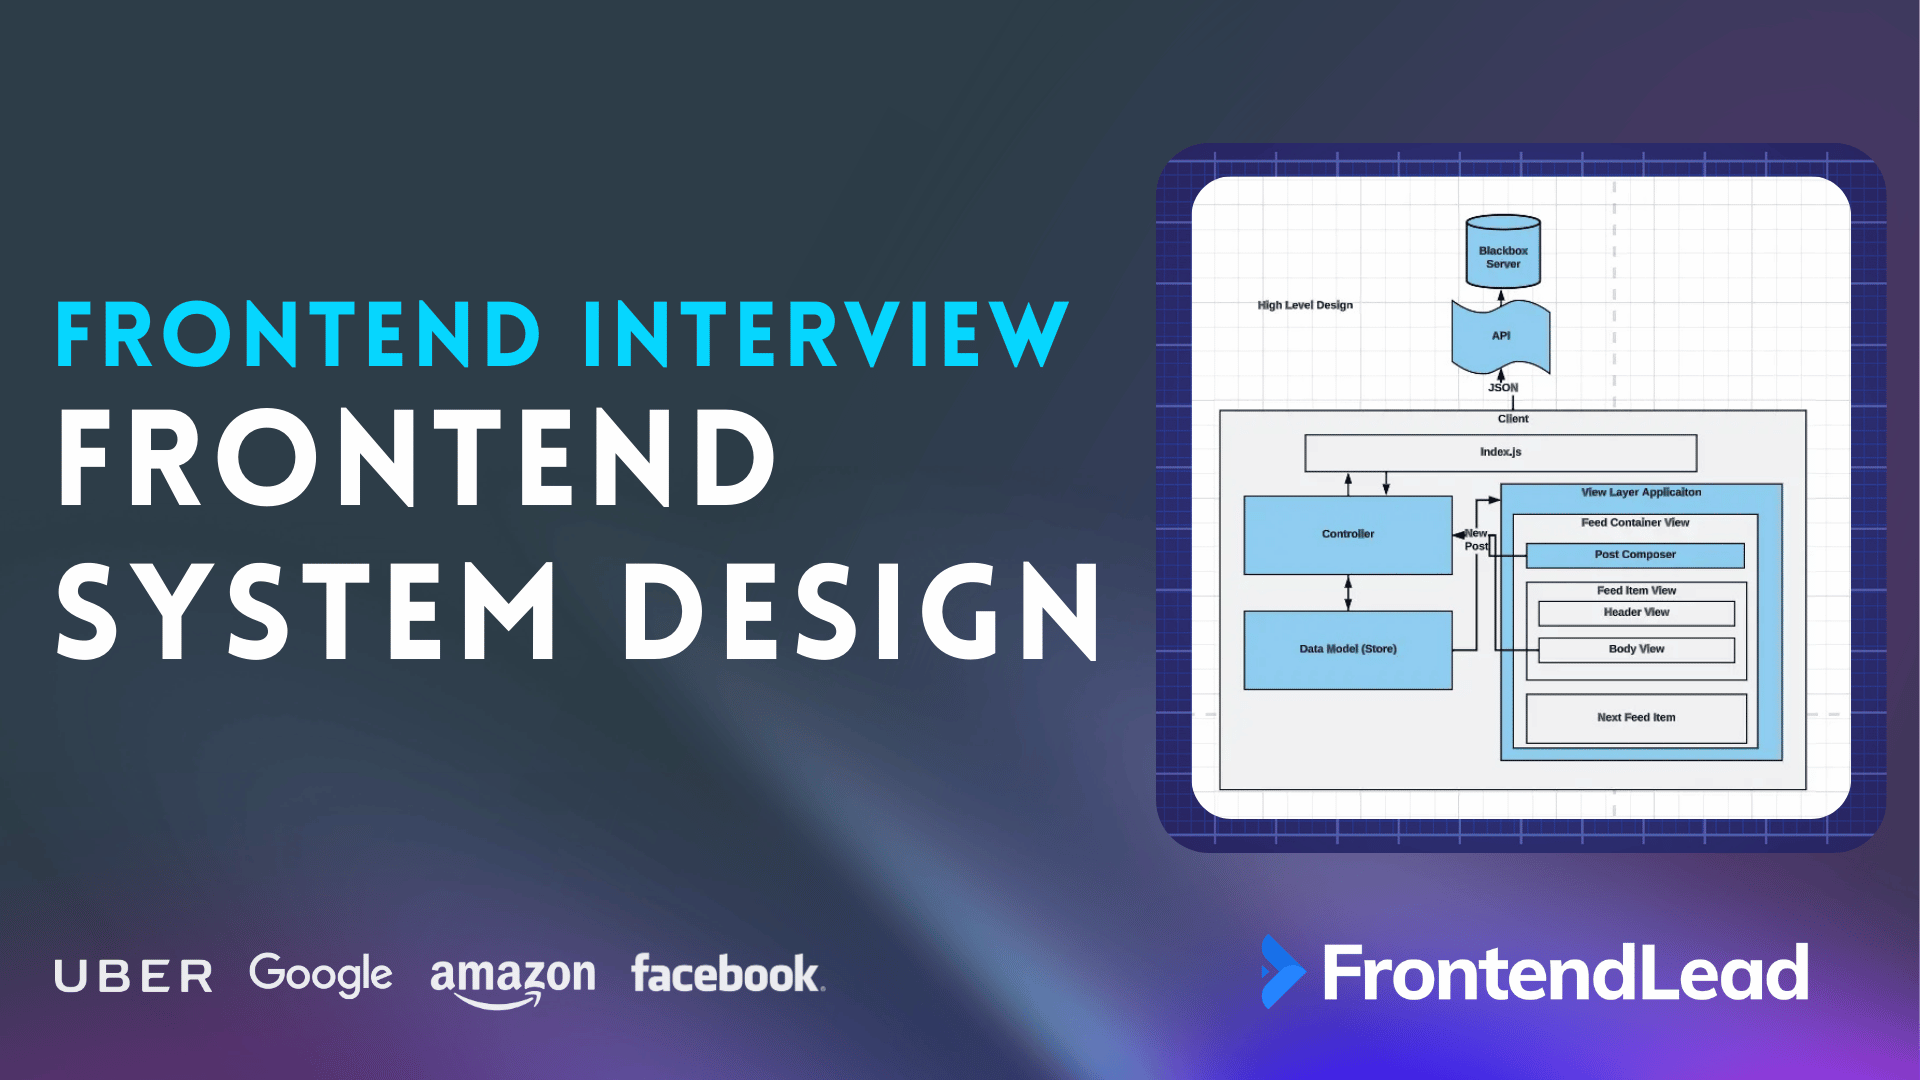 FRONTEND INTERVIEW
FRONTEND
SYSTEM DESIGN
Blackbox
Server
High Level Design
API
JSON
Client
Index.js
View Layer Applicaiton
Feed Container View
Controller
New
Post
Post Composer
Feed Item View
Header View
Data Model (Store)
Body View
Next Feed Item
UBER Google amazon facebook.
FrontendLead